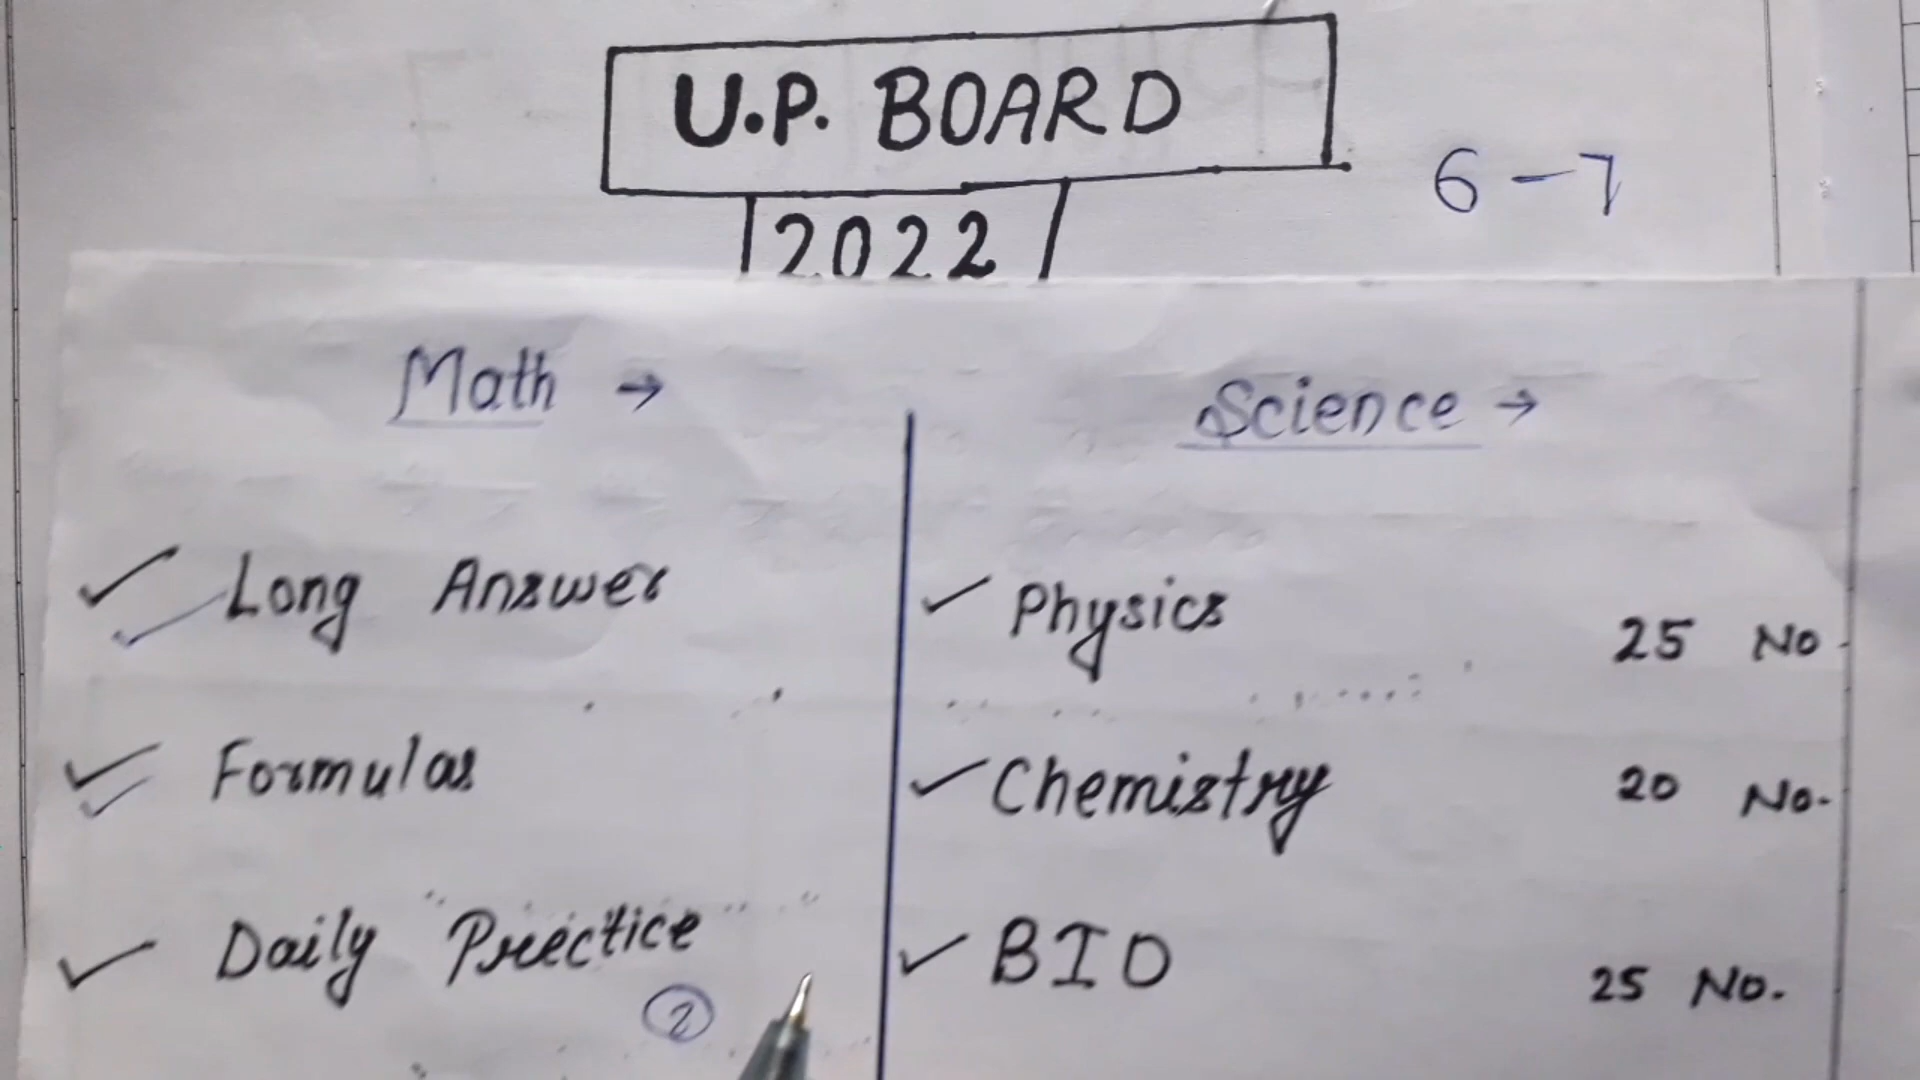 U.P. BOARD
6-7
2022
Math →
Long Answer
Formulas
Daily Prectice
2
Science →
Physics 25 No.
Chemistry 20 No.
BIO 25 No.